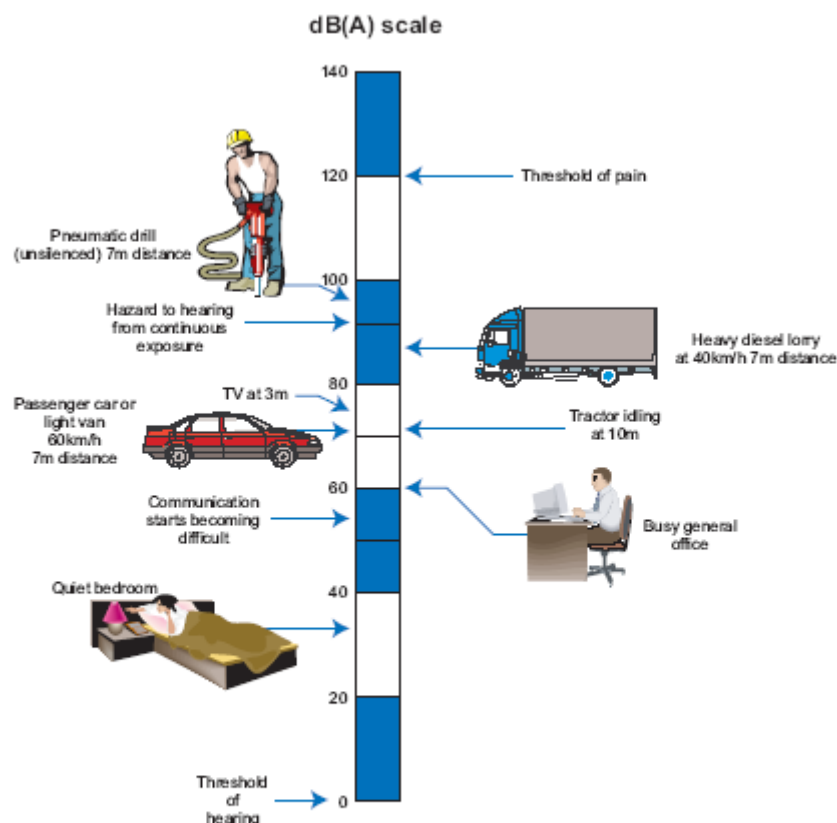 dB(A) scale
140
120
Threshold of pain
Pneumatic drill
(unsilenced) 7m distance
100
Hazard to hearing
from continuous
exposure
Heavy diesel lorry
at 40km/h 7m distance
80
TV at 3m
Passenger car or
light van
60km/h
7m distance
Tractor idling
at 10m
60
Communication
starts becoming
difficult
Busy general
office
Quiet bedroom
40
20
Threshold
of
hearing
0